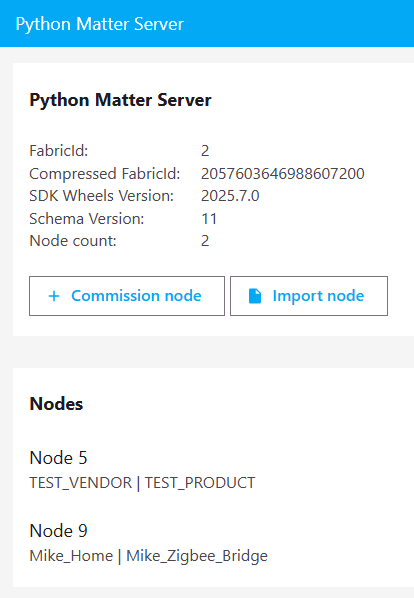 Python Matter Server
Python Matter Server
FabricId: 2
Compressed FabricId: 2057603646988607200
SDK Wheels Version: 2025.7.0
Schema Version: 11
Node count: 2
+ Commission node
Import node
Nodes
Node 5
TEST_VENDOR | TEST_PRODUCT
Node 9
Mike_Home | Mike_Zigbee_Bridge